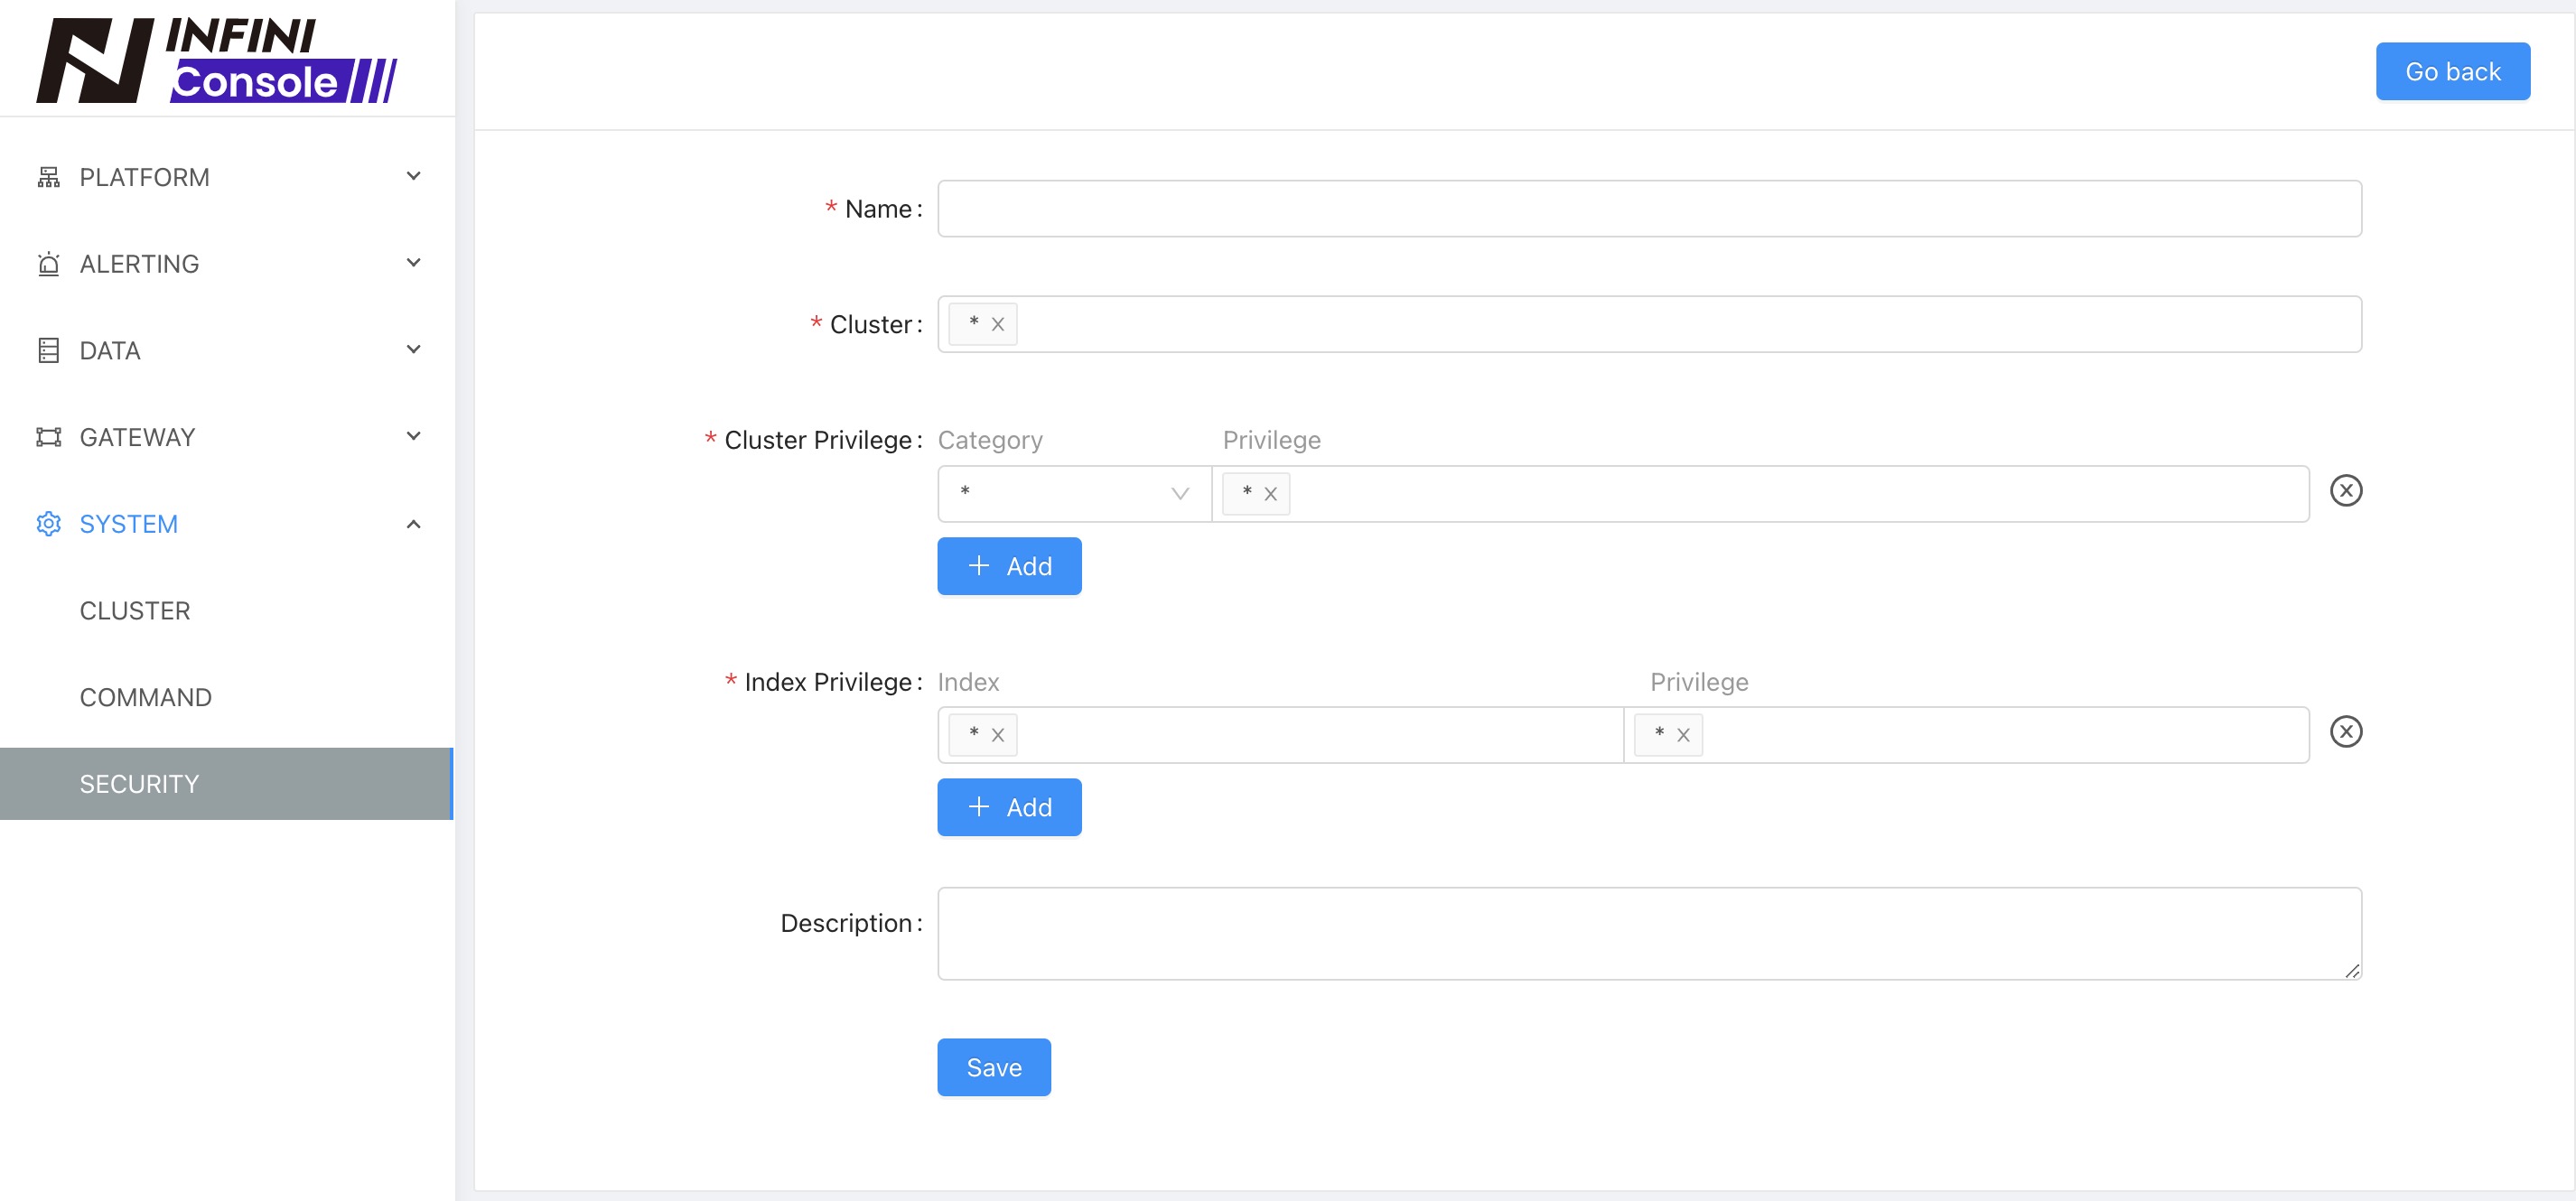 INFINI
Console
PLATFORM
ALERTING
DATA
GATEWAY
SYSTEM
CLUSTER
COMMAND
SECURITY
Go back
* Name :
* Cluster :
*
* Cluster Privilege : Category Privilege
* *
+ Add
* Index Privilege : Index Privilege
* *
+ Add
Description :
Save